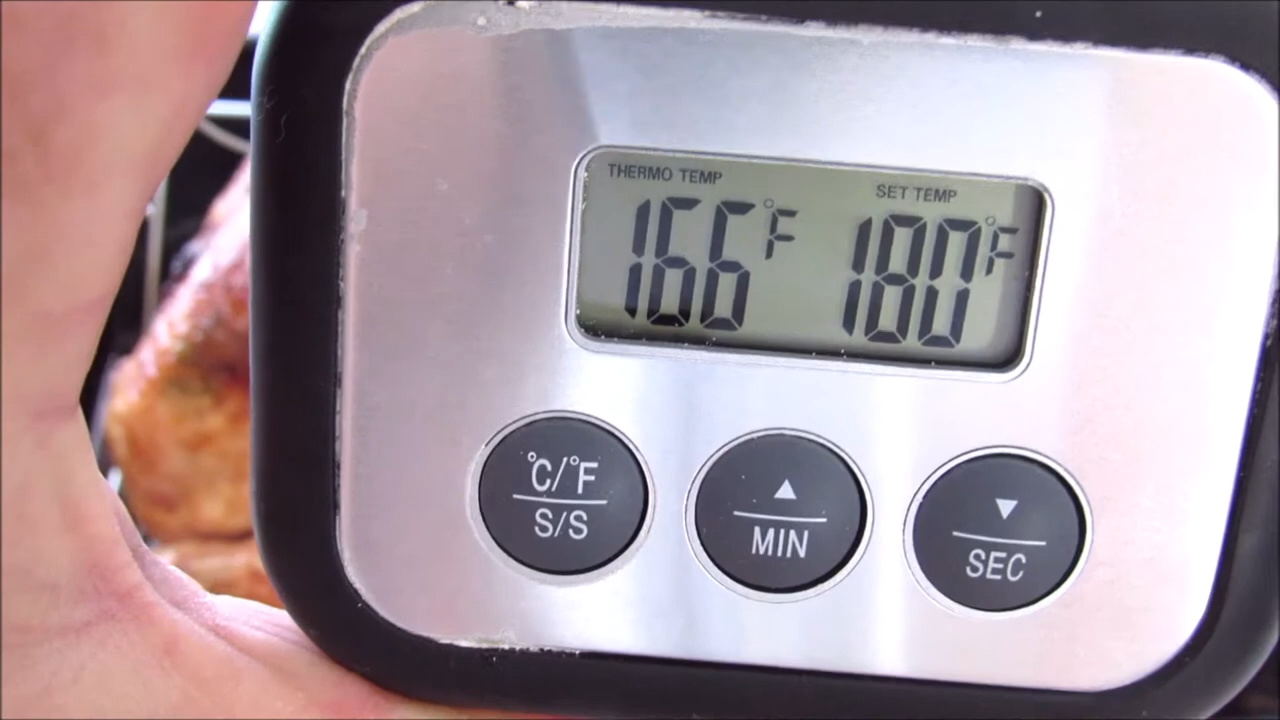 THERMO TEMP SET TEMP
166°F 180°F
°C/°F
S/S
▲
MIN
▼
SEC